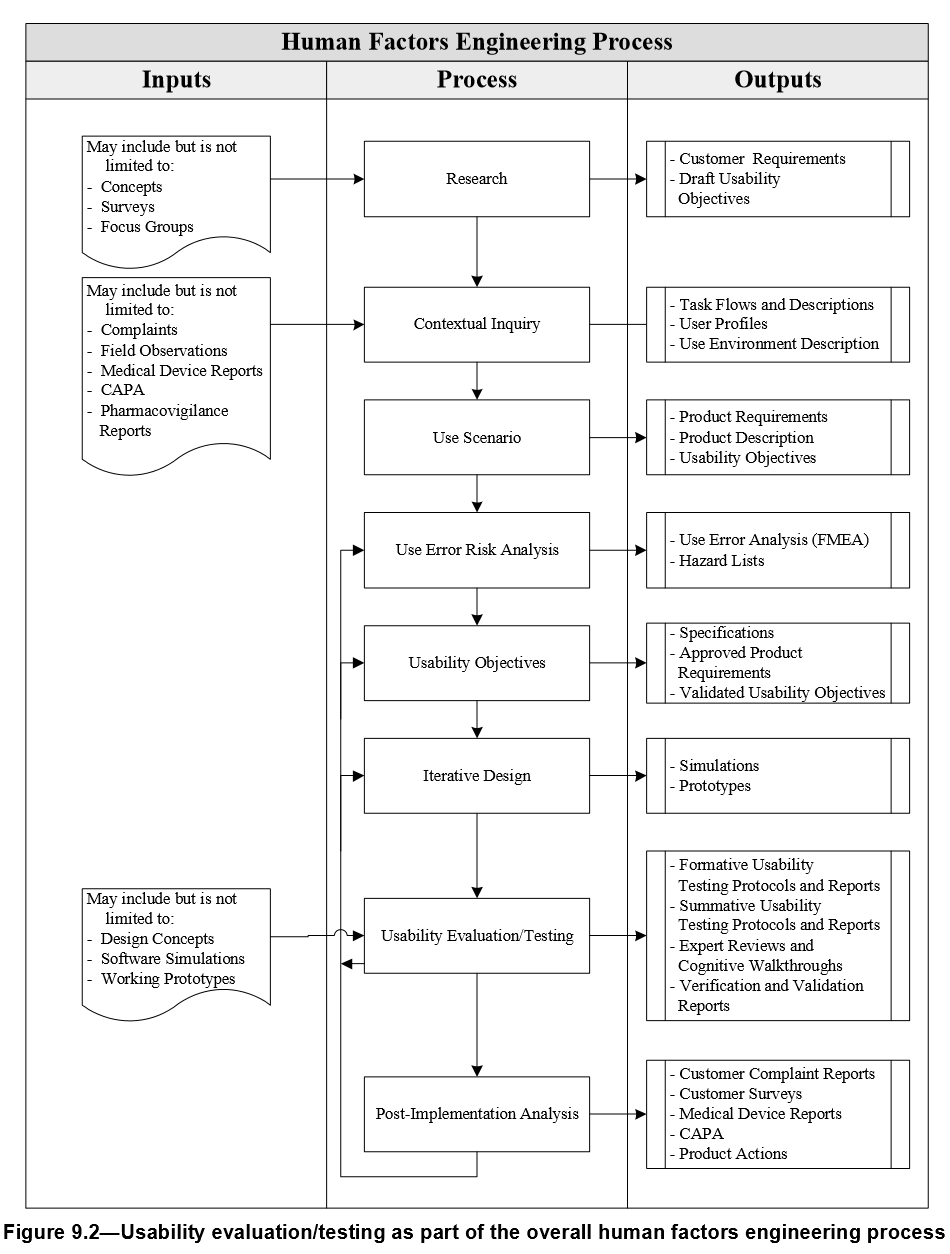 Human Factors Engineering Process
Inputs
Process
Outputs
May include but is not
limited to:
- Concepts
- Surveys
- Focus Groups
Research
- Customer Requirements
- Draft Usability
Objectives
May include but is not
limited to:
- Complaints
- Field Observations
- Medical Device Reports
- CAPA
- Pharmacovigilance
Reports
Contextual Inquiry
- Task Flows and Descriptions
- User Profiles
- Use Environment Description
Use Scenario
- Product Requirements
- Product Description
- Usability Objectives
Use Error Risk Analysis
- Use Error Analysis (FMEA)
- Hazard Lists
Usability Objectives
- Specifications
- Approved Product
Requirements
- Validated Usability Objectives
Iterative Design
- Simulations
- Prototypes
May include but is not
limited to:
- Design Concepts
- Software Simulations
- Working Prototypes
Usability Evaluation/Testing
- Formative Usability
Testing Protocols and Reports
- Summative Usability
Testing Protocols and Reports
- Expert Reviews and
Cognitive Walkthroughs
- Verification and Validation
Reports
Post-Implementation Analysis
- Customer Complaint Reports
- Customer Surveys
- Medical Device Reports
- CAPA
- Product Actions
Figure 9.2—Usability evaluation/testing as part of the overall human factors engineering process